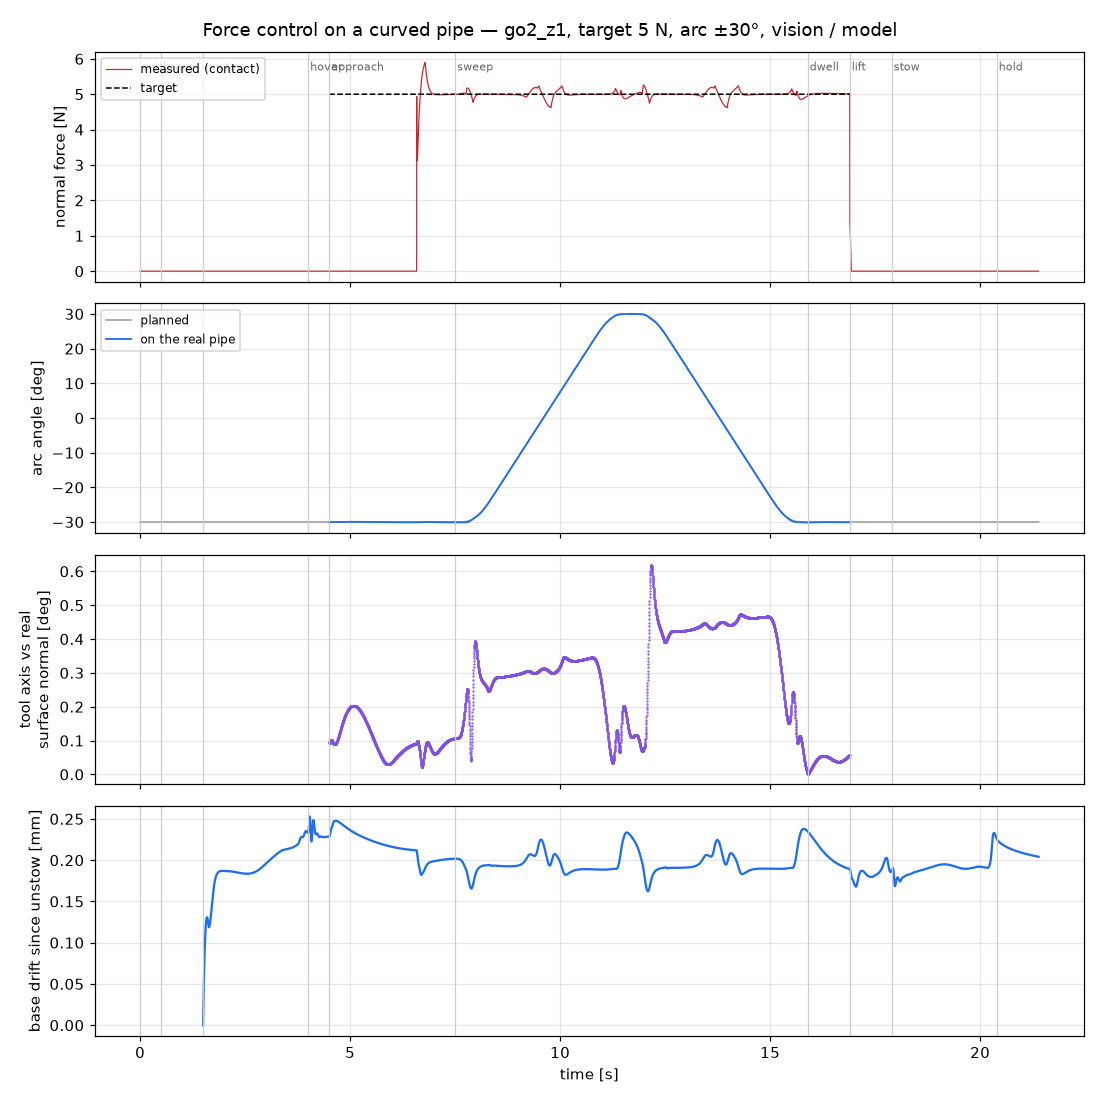 Force control on a curved pipe — go2_z1, target 5 N, arc ±30°, vision / model
measured (contact)
target
hover
approach
sweep
dwell
lift
stow
hold
normal force [N]
6
5
4
3
2
1
0
planned
on the real pipe
arc angle [deg]
30
20
10
0
−10
−20
−30
tool axis vs real
surface normal [deg]
0.6
0.5
0.4
0.3
0.2
0.1
0.0
base drift since unstow [mm]
0.25
0.20
0.15
0.10
0.05
0.00
0
5
10
15
20
time [s]